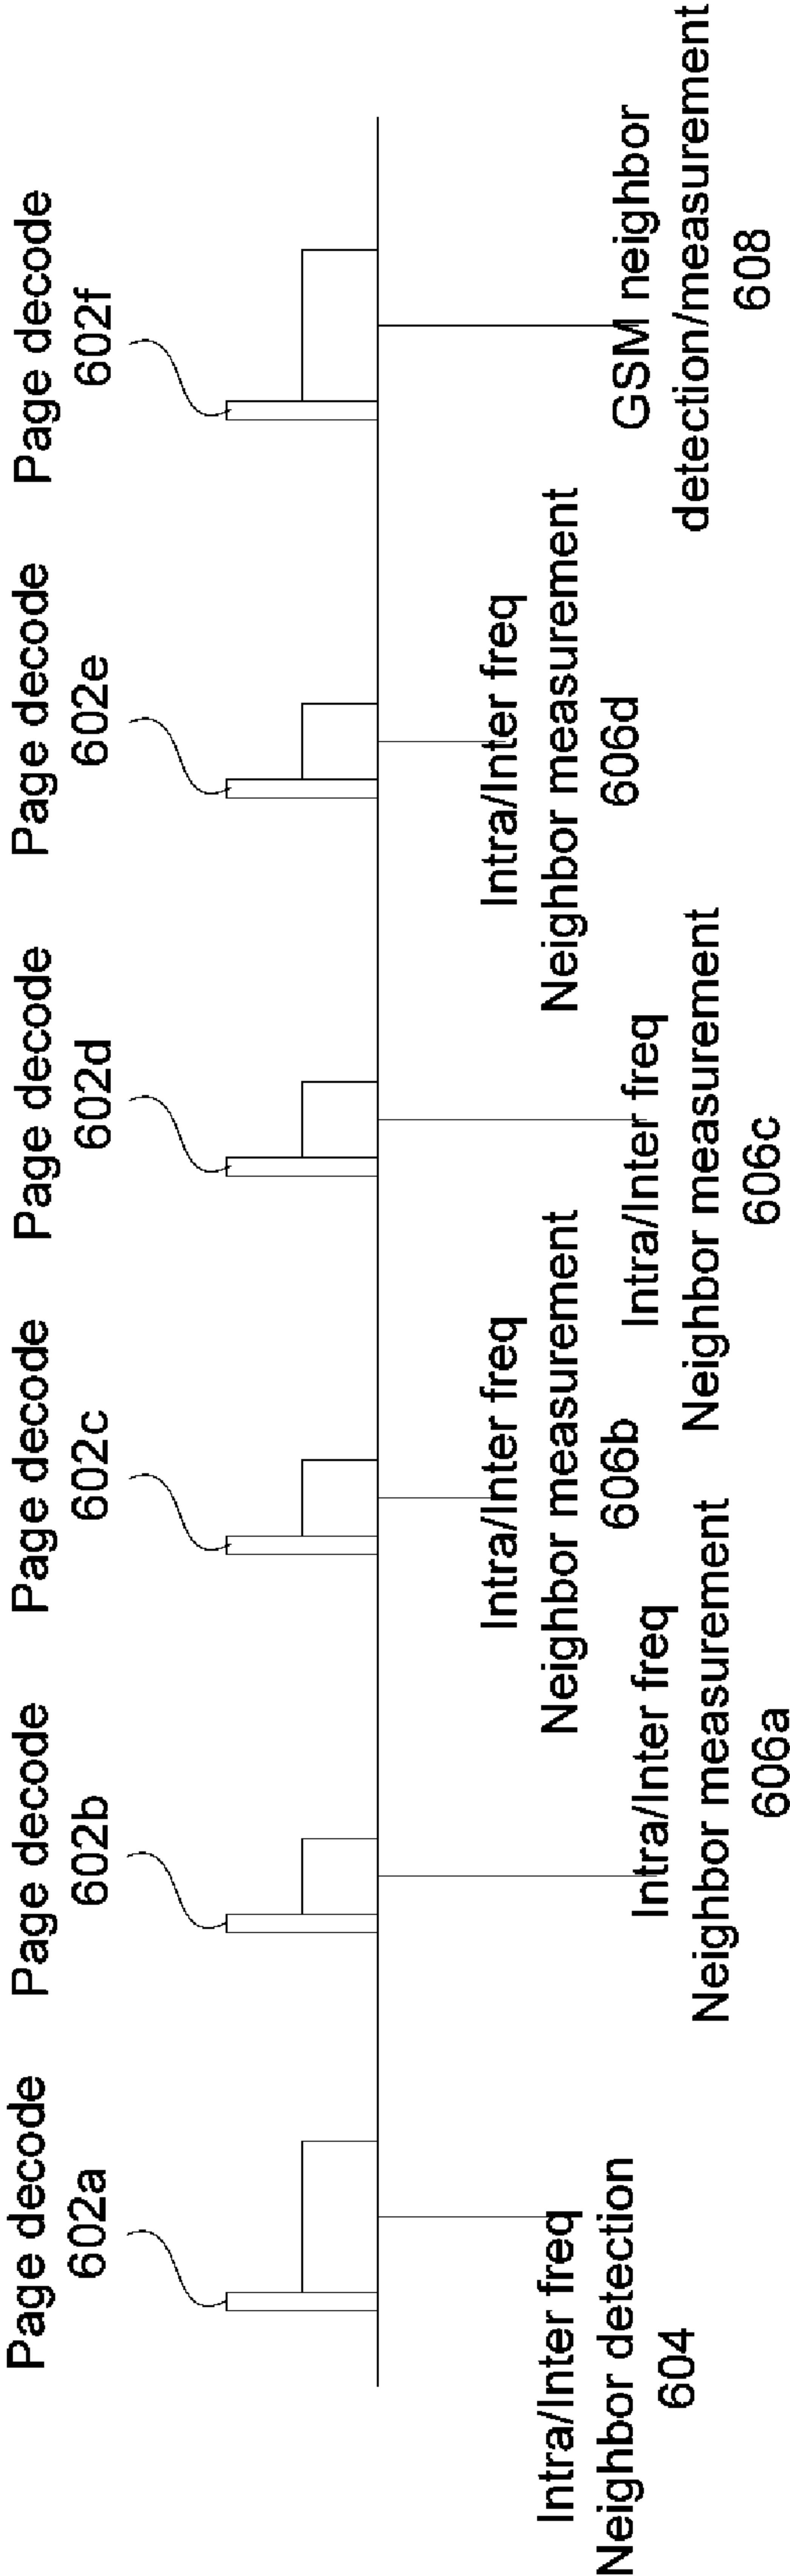 Page decode
602a
Page decode
602b
Page decode
602c
Page decode
602d
Page decode
602e
Page decode
602f
Intra/Inter freq
Neighbor detection
604
Intra/Inter freq
Neighbor measurement
606a
Intra/Inter freq
Neighbor measurement
606b
Intra/Inter freq
Neighbor measurement
606c
Intra/Inter freq
Neighbor measurement
606d
GSM neighbor
detection/measurement
608